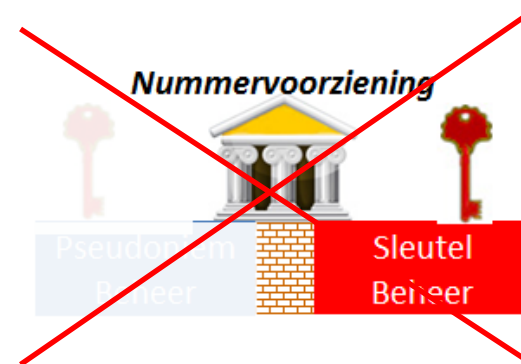 Nummervoorziening
Pseudoniem
Beheer
Sleutel
Beheer